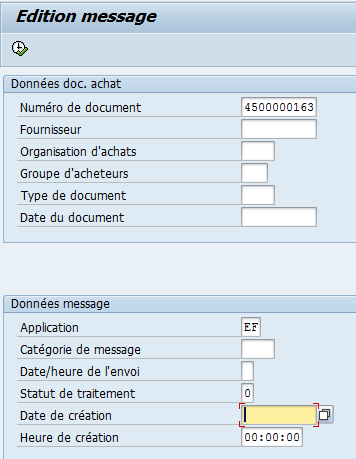 Edition message
Données doc. achat
Numéro de document 4500000163
Fournisseur
Organisation d'achats
Groupe d'acheteurs
Type de document
Date du document
Données message
Application EF
Catégorie de message
Date/heure de l'envoi
Statut de traitement 0
Date de création
Heure de création 00:00:00